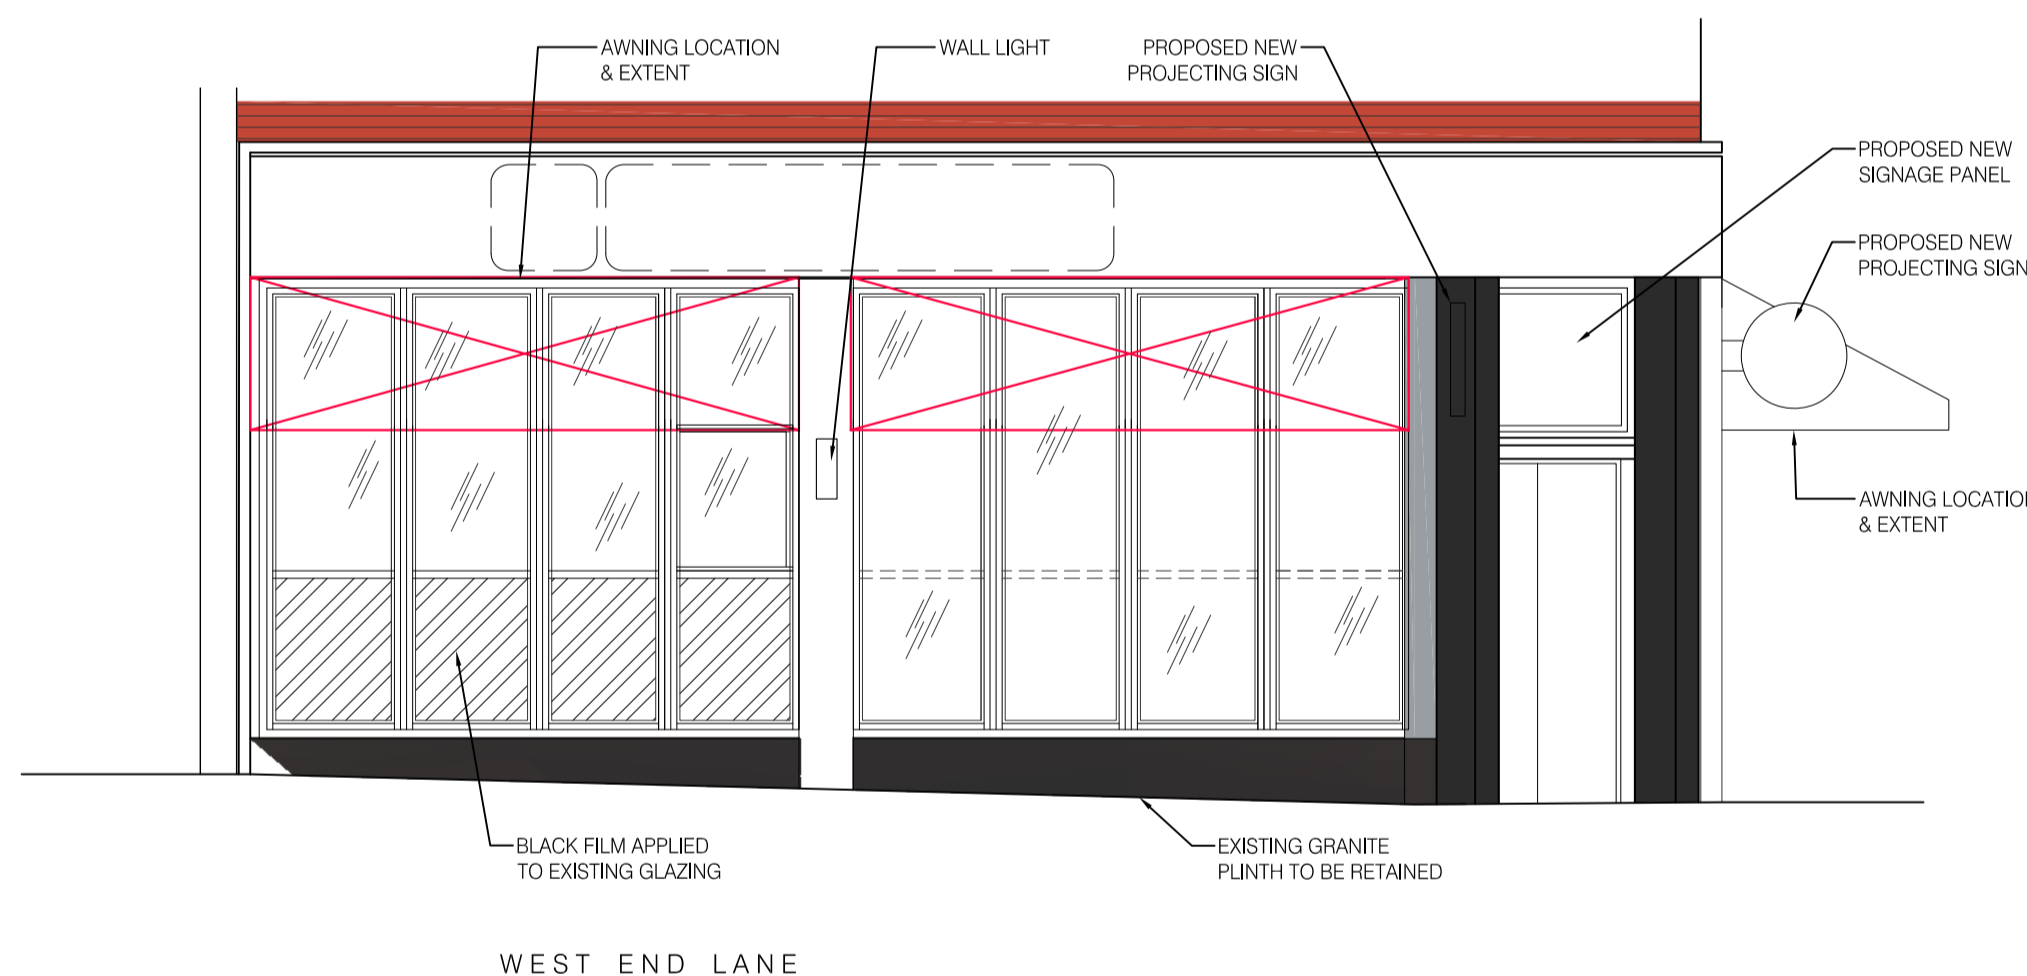 AWNING LOCATION
& EXTENT
WALL LIGHT
PROPOSED NEW
PROJECTING SIGN
PROPOSED NEW
SIGNAGE PANEL
PROPOSED NEW
PROJECTING SIGN
AWNING LOCATION
& EXTENT
BLACK FILM APPLIED
TO EXISTING GLAZING
EXISTING GRANITE
PLINTH TO BE RETAINED
WEST END LANE